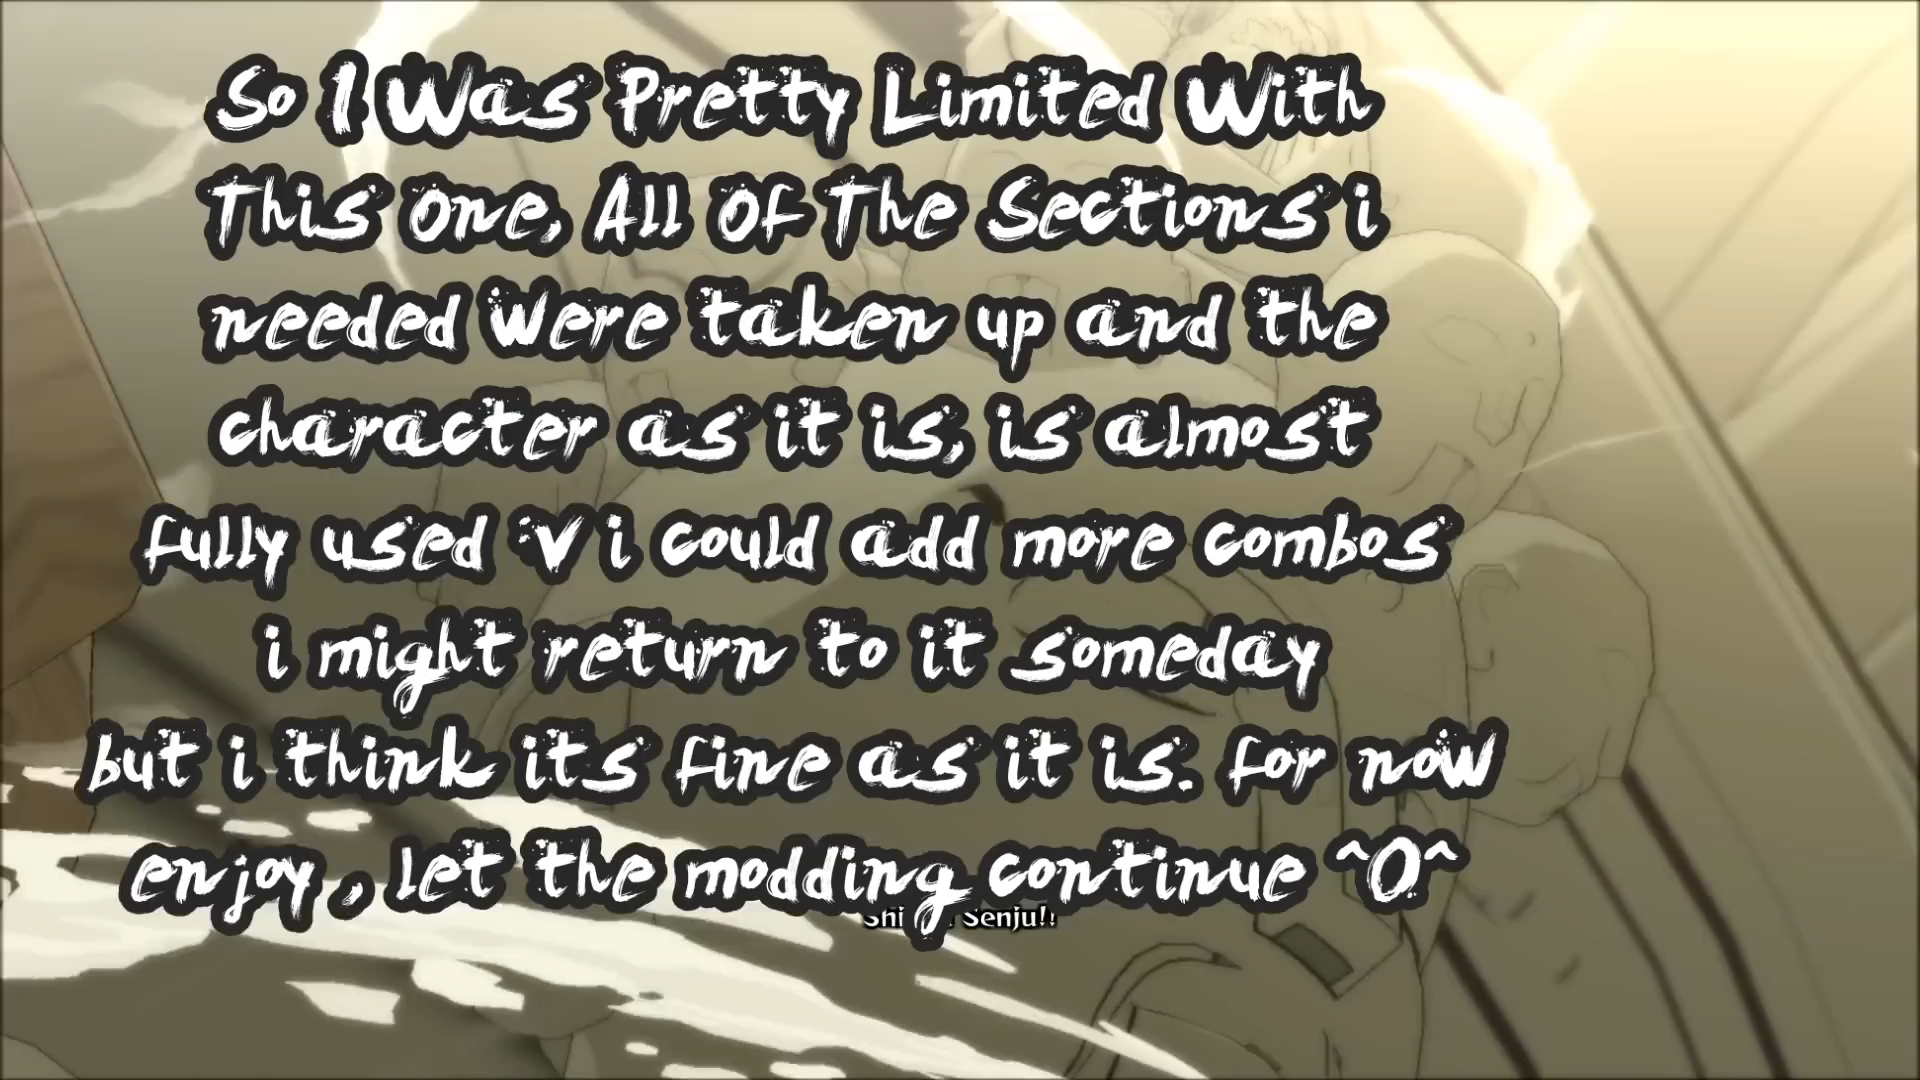 So I Was Pretty Limited With
This One, All Of The Sections i
needed were taken up and the
character as it is, is almost
fully used :V i could add more combos
i might return to it someday
but i think its fine as it is. for now
enjoy , let the modding continue ^O^
Senju!!